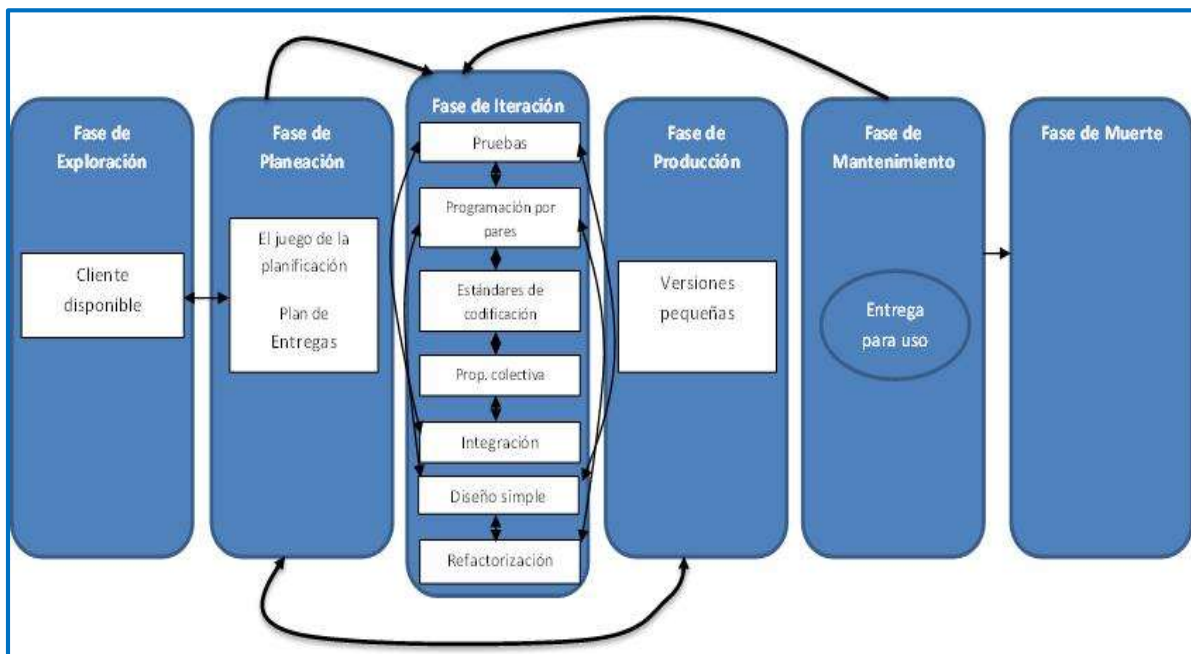 Fase de
Exploración
Cliente
disponible
Fase de
Planeación
El juego de la
planificación
Plan de
Entregas
Fase de Iteración
Pruebas
Programación por
pares
Estándares de
codificación
Prop. colectiva
Integración
Diseño simple
Refactorización
Fase de
Producción
Versiones
pequeñas
Fase de
Mantenimiento
Entrega
para uso
Fase de Muerte